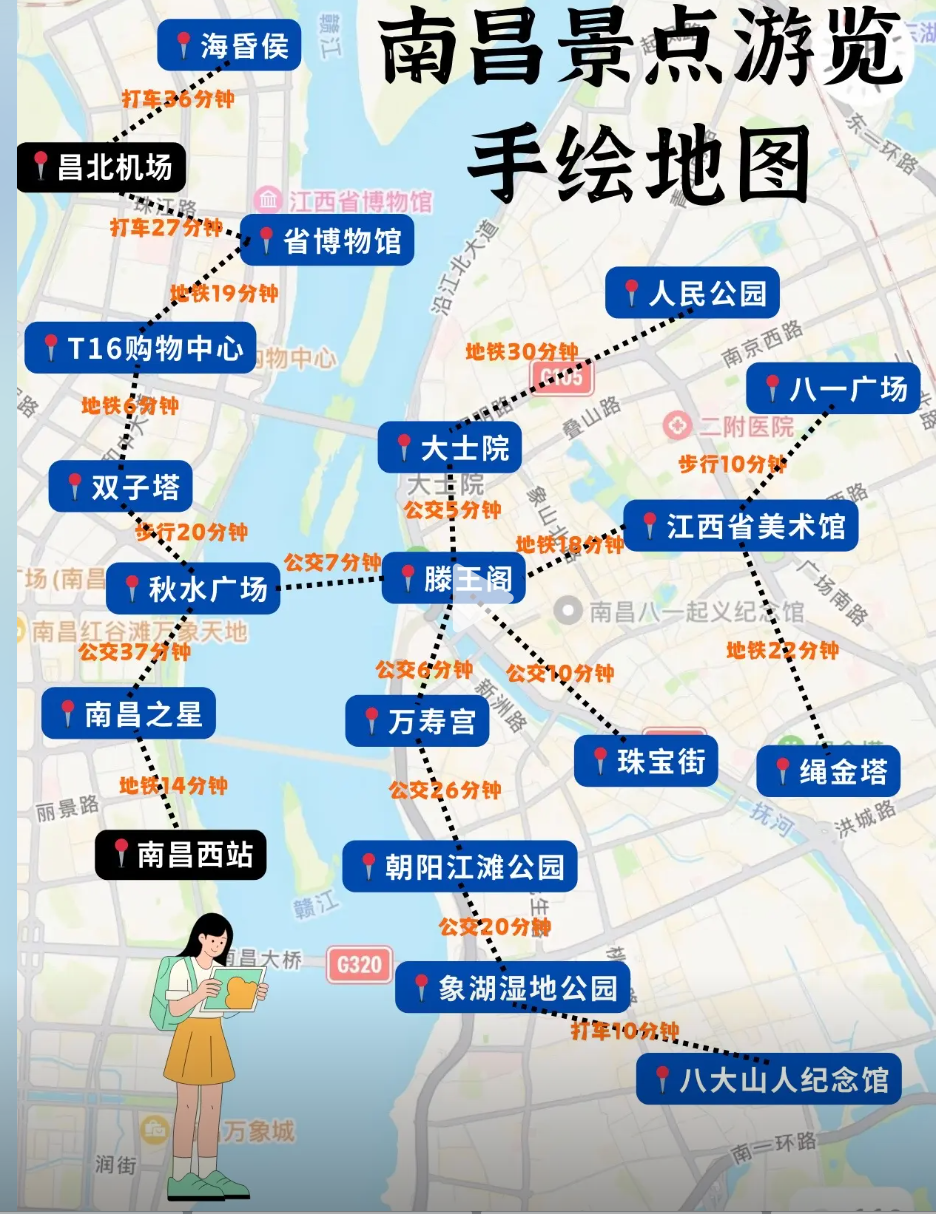 南昌景点游览
手绘地图
海昏侯
打车36分钟
昌北机场
珠江路
江西省博物馆
打车27分钟
省博物馆
沿江北大道
赣江
东一环路
地铁19分钟
人民公园
T16购物中心
购物中心
地铁30分钟
南京西路
G105
八一广场
地铁6分钟
叠山路
二附医院
大士院
大士院
步行10分钟
双子塔
公交5分钟
象山北路
江西省美术馆
步行20分钟
地铁18分钟
公交7分钟
滕王阁
秋水广场
广场南路
南昌八一起义纪念馆
南昌红谷滩万象天地
公交37分钟
地铁22分钟
公交6分钟
公交10分钟
新洲路
南昌之星
万寿宫
珠宝街
绳金塔
地铁14分钟
公交26分钟
丽景路
抚河
洪城路
南昌西站
朝阳江滩公园
赣江
公交20分钟
南昌大桥
G320
象湖湿地公园
打车10分钟
八大山人纪念馆
万象城
南一环路
润街